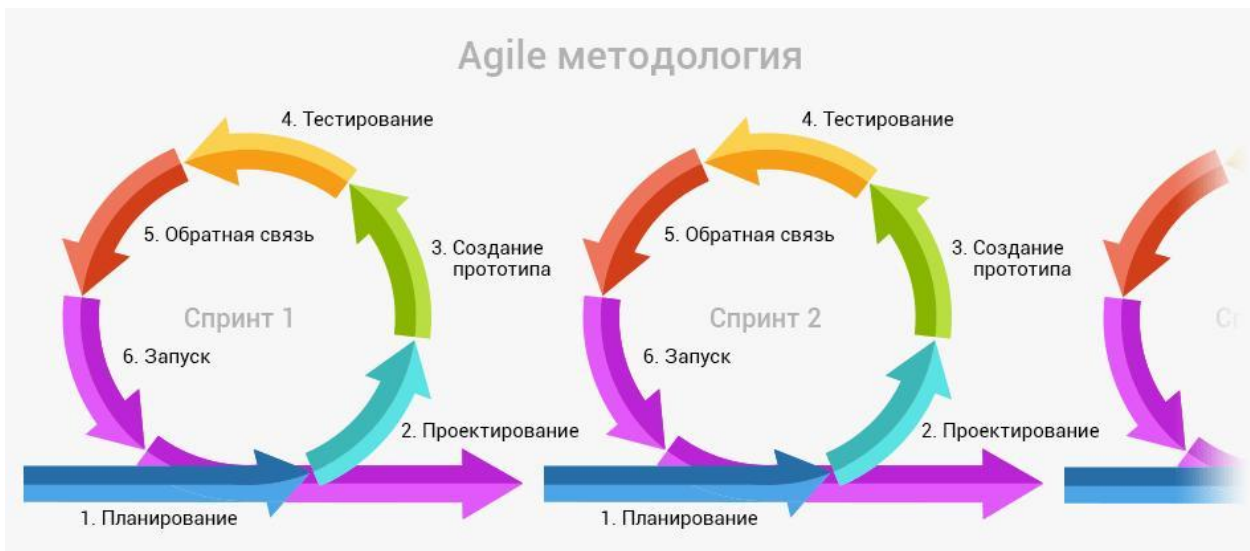 Agile методология
4. Тестирование
5. Обратная связь
3. Создание
прототипа
Спринт 1
6. Запуск
2. Проектирование
1. Планирование
4. Тестирование
5. Обратная связь
3. Создание
прототипа
Спринт 2
6. Запуск
2. Проектирование
1. Планирование